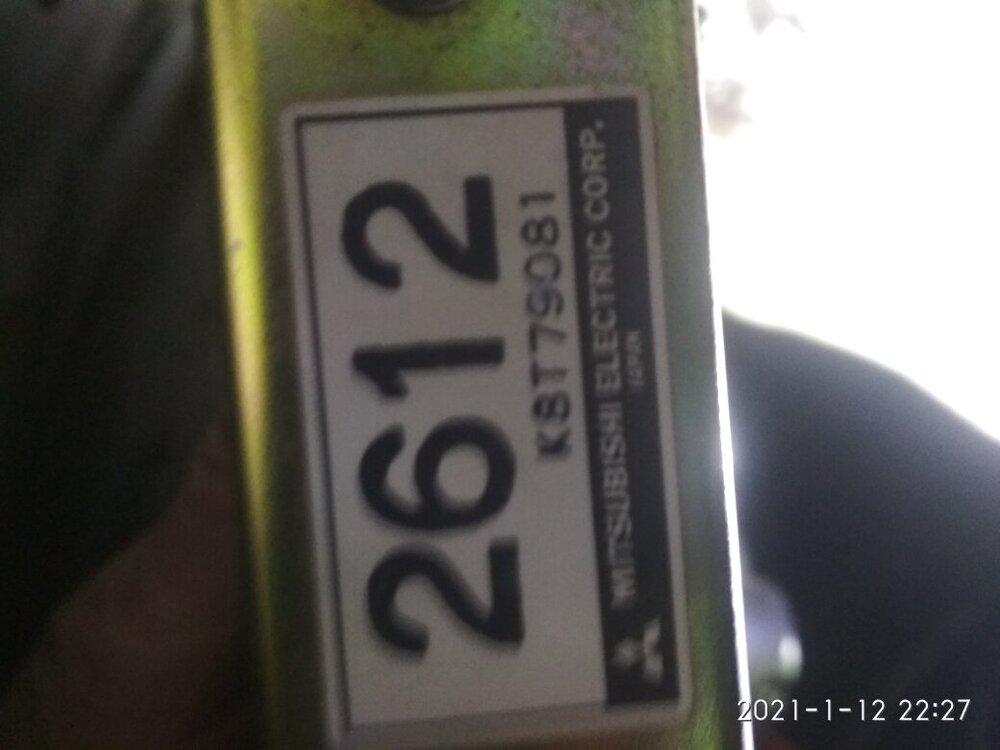 2612
K8T79081
MITSUBISHI ELECTRIC CORP.
JAPAN
2021-1-12 22:27